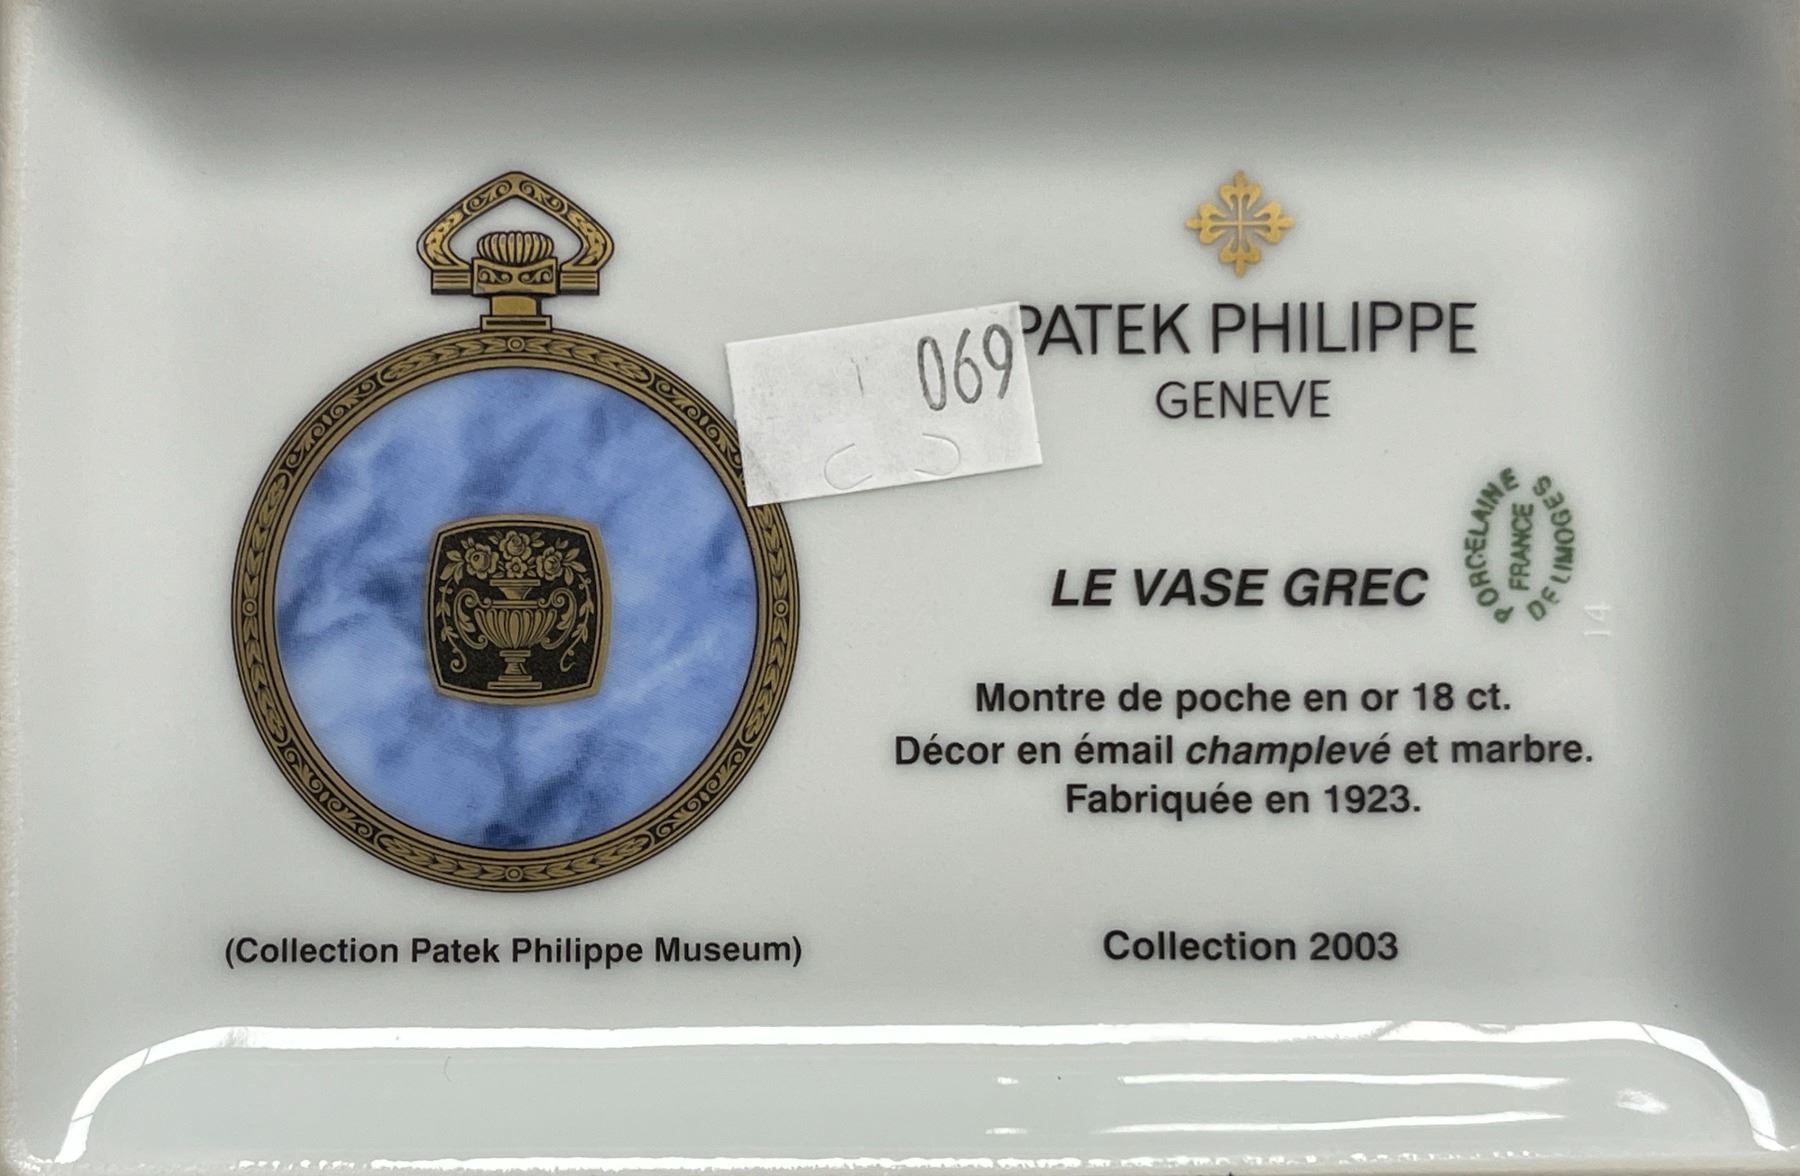 PATEK PHILIPPE
GENEVE
069
PORCELAINE
FRANCE
DE LIMOGES
14
LE VASE GREC
Montre de poche en or 18 ct.
Décor en émail champlevé et marbre.
Fabriquée en 1923.
(Collection Patek Philippe Museum)
Collection 2003